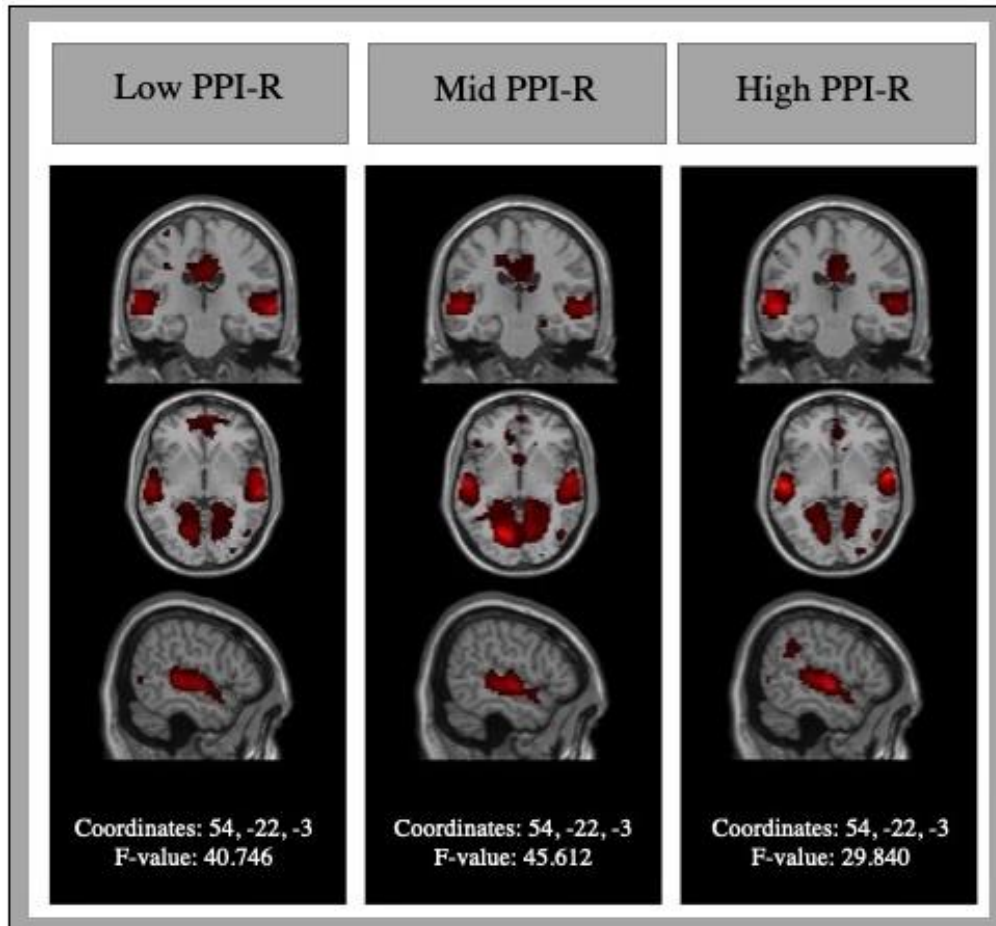 Low PPI-R
Mid PPI-R
High PPI-R
Coordinates: 54, -22, -3
F-value: 40.746
Coordinates: 54, -22, -3
F-value: 45.612
Coordinates: 54, -22, -3
F-value: 29.840